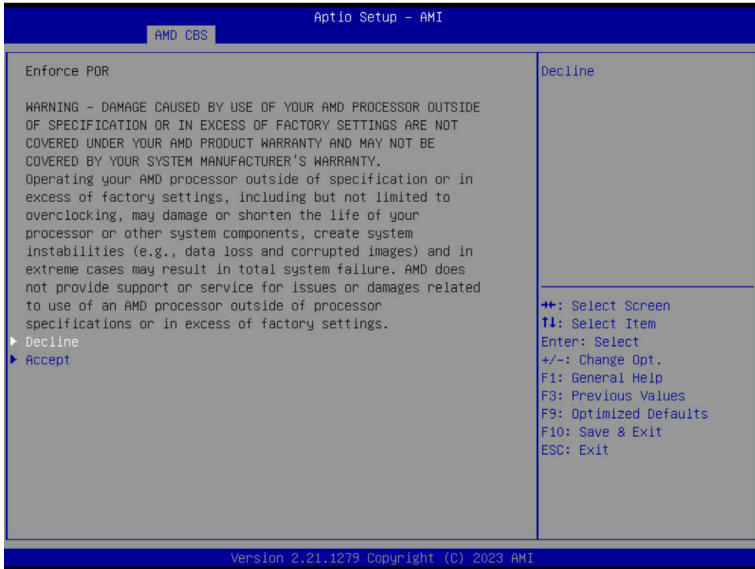 Aptio Setup – AMI
AMD CBS
Enforce POR
WARNING - DAMAGE CAUSED BY USE OF YOUR AMD PROCESSOR OUTSIDE
OF SPECIFICATION OR IN EXCESS OF FACTORY SETTINGS ARE NOT
COVERED UNDER YOUR AMD PRODUCT WARRANTY AND MAY NOT BE
COVERED BY YOUR SYSTEM MANUFACTURER'S WARRANTY.
Operating your AMD processor outside of specification or in
excess of factory settings, including but not limited to
overclocking, may damage or shorten the life of your
processor or other system components, create system
instabilities (e.g., data loss and corrupted images) and in
extreme cases may result in total system failure. AMD does
not provide support or service for issues or damages related
to use of an AMD processor outside of processor
specifications or in excess of factory settings.
▶ Decline
▶ Accept
Decline
→←: Select Screen
↑↓: Select Item
Enter: Select
+/-: Change Opt.
F1: General Help
F3: Previous Values
F9: Optimized Defaults
F10: Save & Exit
ESC: Exit
Version 2.21.1279 Copyright (C) 2023 AMI